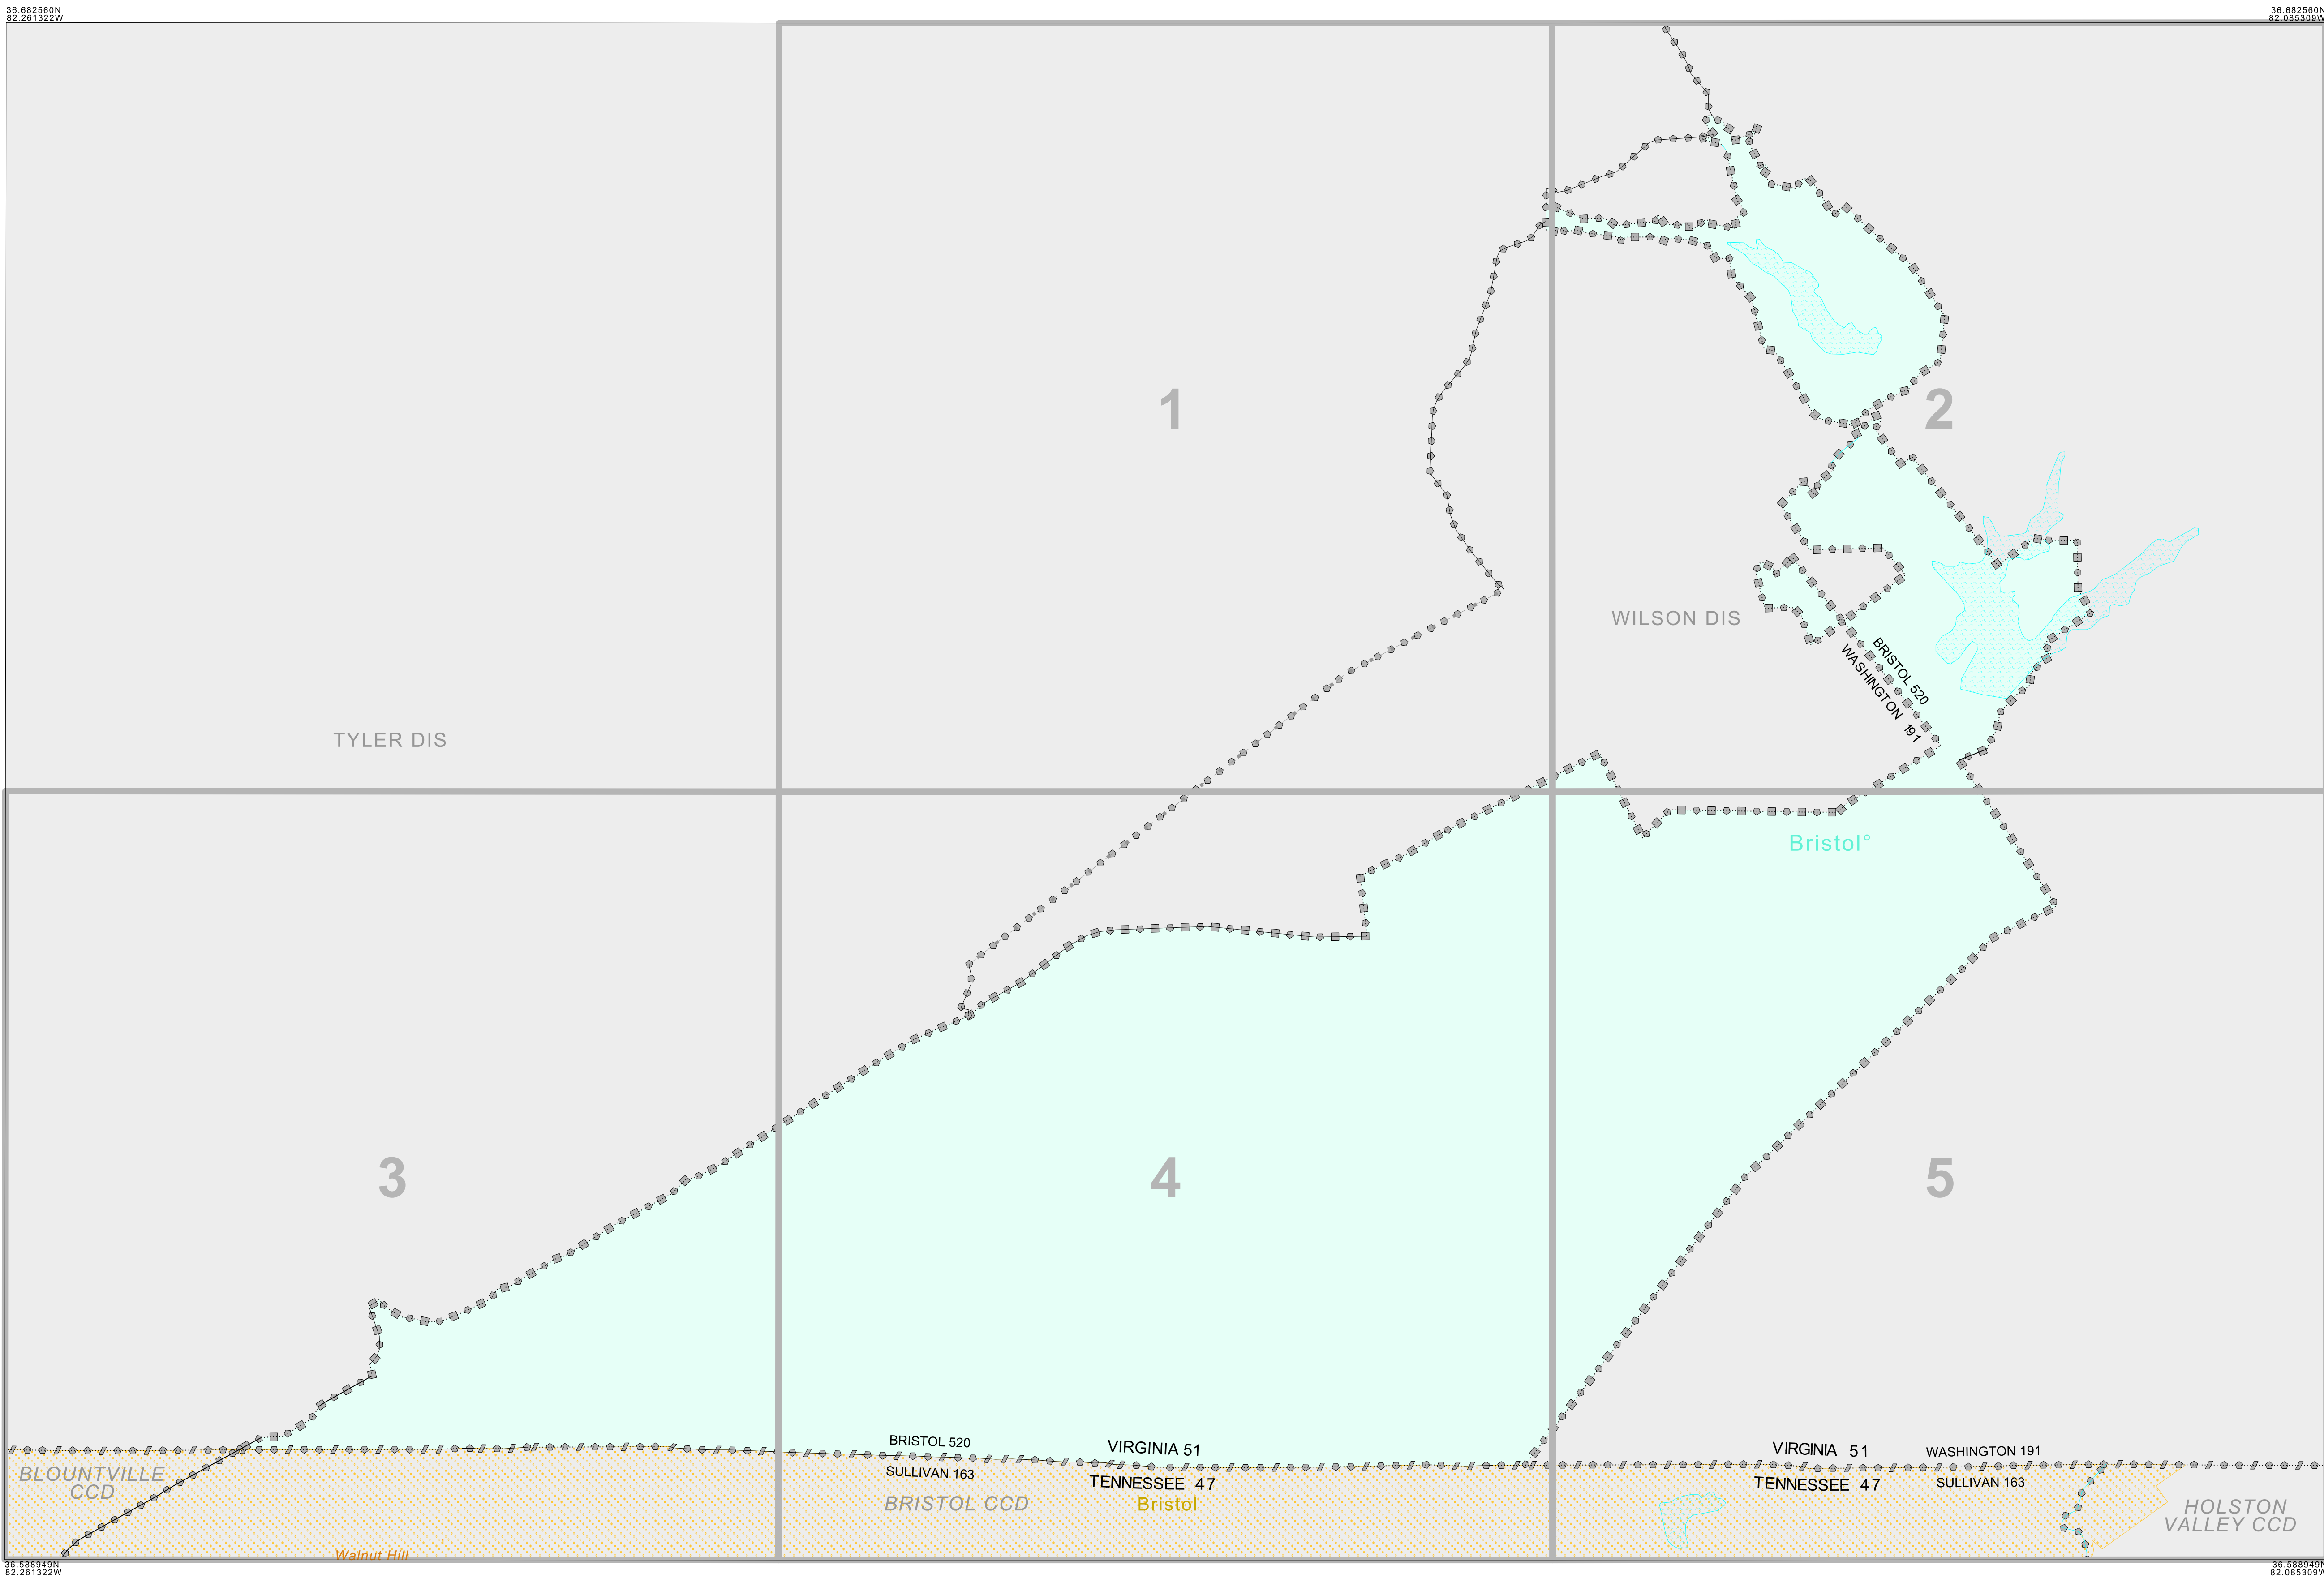 36.682560N
82.261322W
36.682560N
82.085309W
1
2
WILSON DIS
BRISTOL 520
WASHINGTON 191
TYLER DIS
Bristol°
3
4
5
BRISTOL 520
VIRGINIA 51
VIRGINIA 51
WASHINGTON 191
BLOUNTVILLE
CCD
SULLIVAN 163
TENNESSEE 47
TENNESSEE 47
SULLIVAN 163
BRISTOL CCD
Bristol
HOLSTON
VALLEY CCD
Walnut Hill
36.588949N
82.261322W
36.588949N
82.085309W